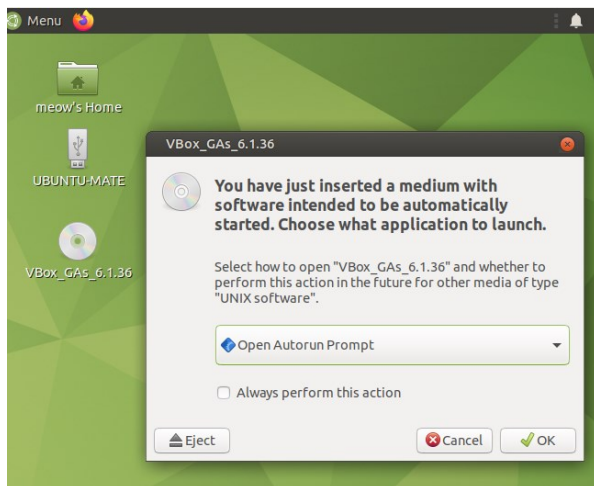 Menu
meow's Home
UBUNTU-MATE
VBox_GAs_6.1.36
VBox_GAs_6.1.36
You have just inserted a medium with
software intended to be automatically
started. Choose what application to launch.
Select how to open "VBox_GAs_6.1.36" and whether to
perform this action in the future for other media of type
"UNIX software".
Open Autorun Prompt
Always perform this action
Eject
Cancel
OK